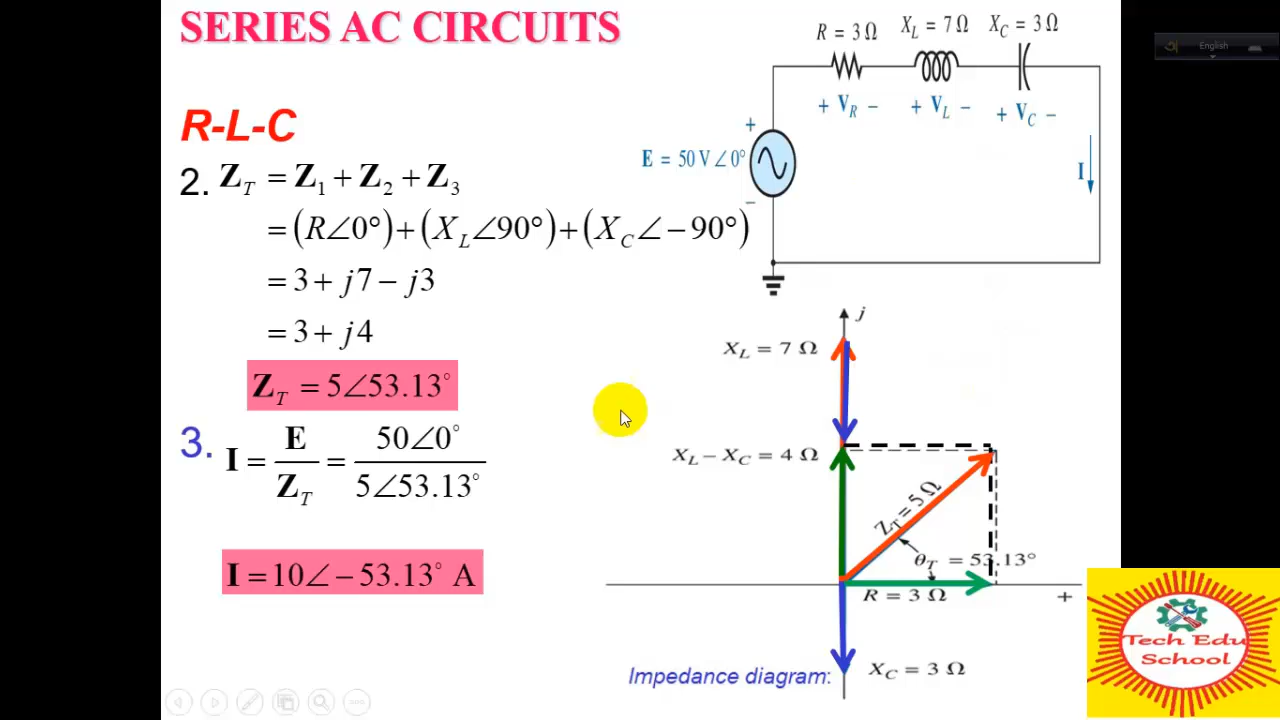 SERIES AC CIRCUITS
R-L-C
2. Z_T = Z_1 + Z_2 + Z_3
= (R∠0°) + (X_L∠90°) + (X_C∠−90°)
= 3 + j7 − j3
= 3 + j4
Z_T = 5∠53.13°
3. I = E / Z_T = 50∠0° / 5∠53.13°
I = 10∠−53.13° A
R = 3 Ω
X_L = 7 Ω
X_C = 3 Ω
+ V_R −
+ V_L −
+ V_C −
+
E = 50 V ∠ 0°
−
I
j
X_L = 7 Ω
X_L − X_C = 4 Ω
Z_T = 5 Ω
θ_T = 53.13°
R = 3 Ω
+
X_C = 3 Ω
Impedance diagram:
English
Tech Edu
School